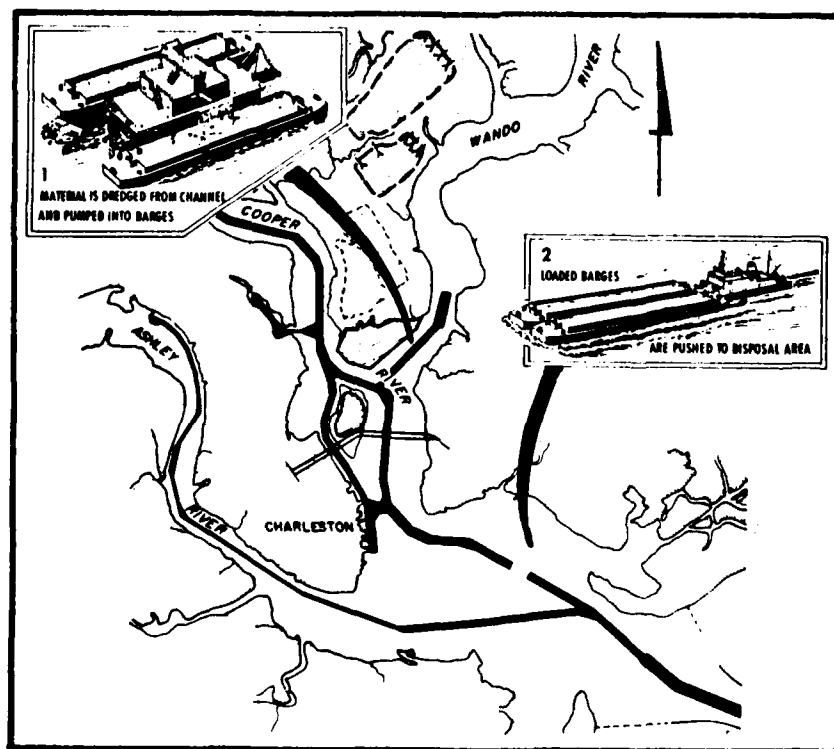 1
MATERIAL IS DREDGED FROM CHANNEL
AND PUMPED INTO BARGES
WANDO
RIVER
COOPER
RIVER
2
LOADED BARGES
ARE PUSHED TO DISPOSAL AREA
ASHLEY
RIVER
CHARLESTON